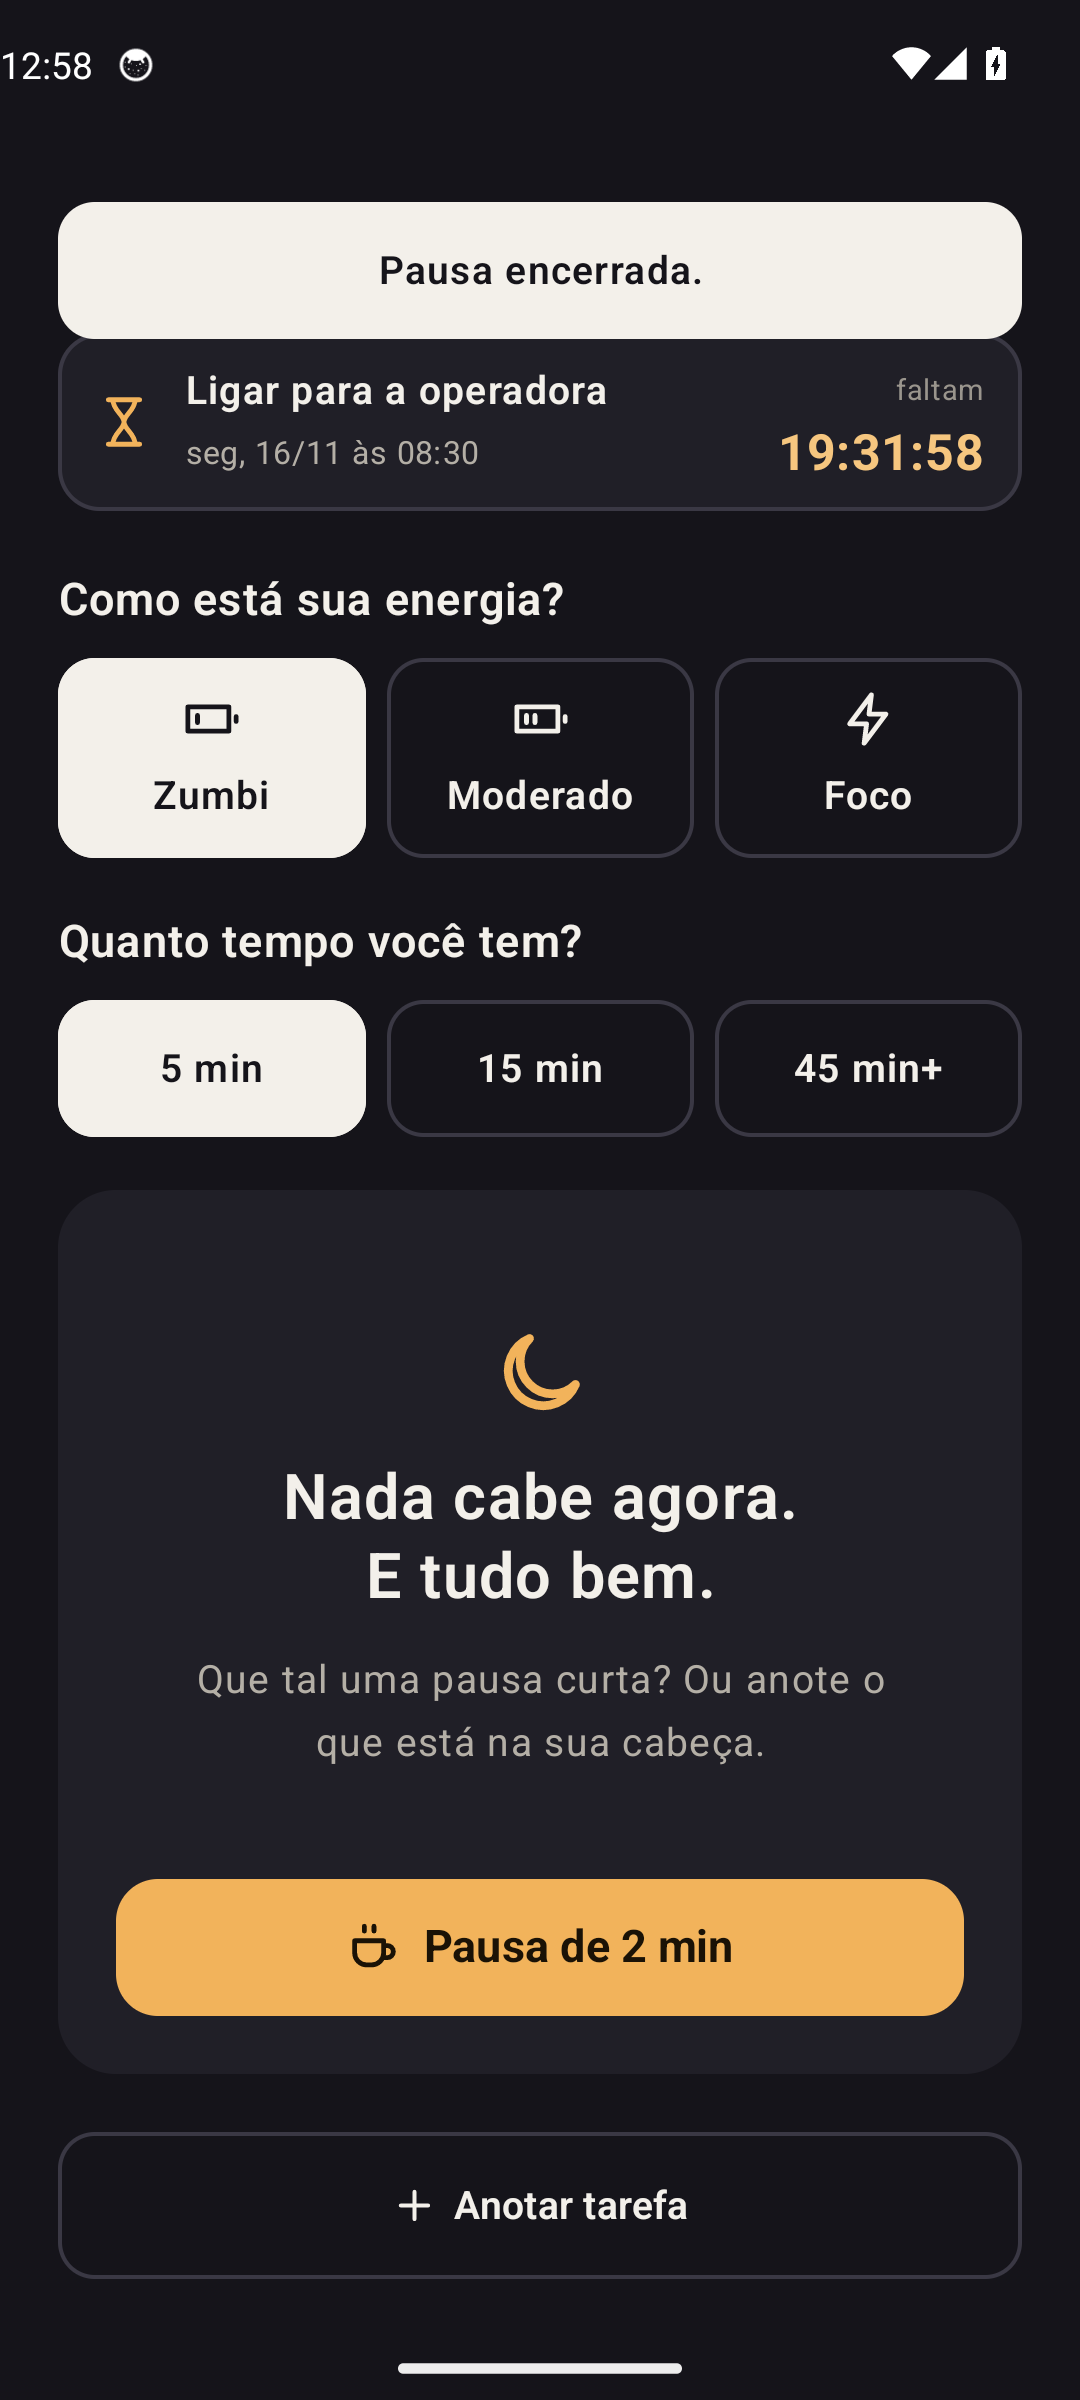 12:58
Pausa encerrada.
Ligar para a operadora
seg, 16/11 às 08:30
faltam
19:31:58
Como está sua energia?
Zumbi
Moderado
Foco
Quanto tempo você tem?
5 min
15 min
45 min+
Nada cabe agora.
E tudo bem.
Que tal uma pausa curta? Ou anote o
que está na sua cabeça.
Pausa de 2 min
Anotar tarefa